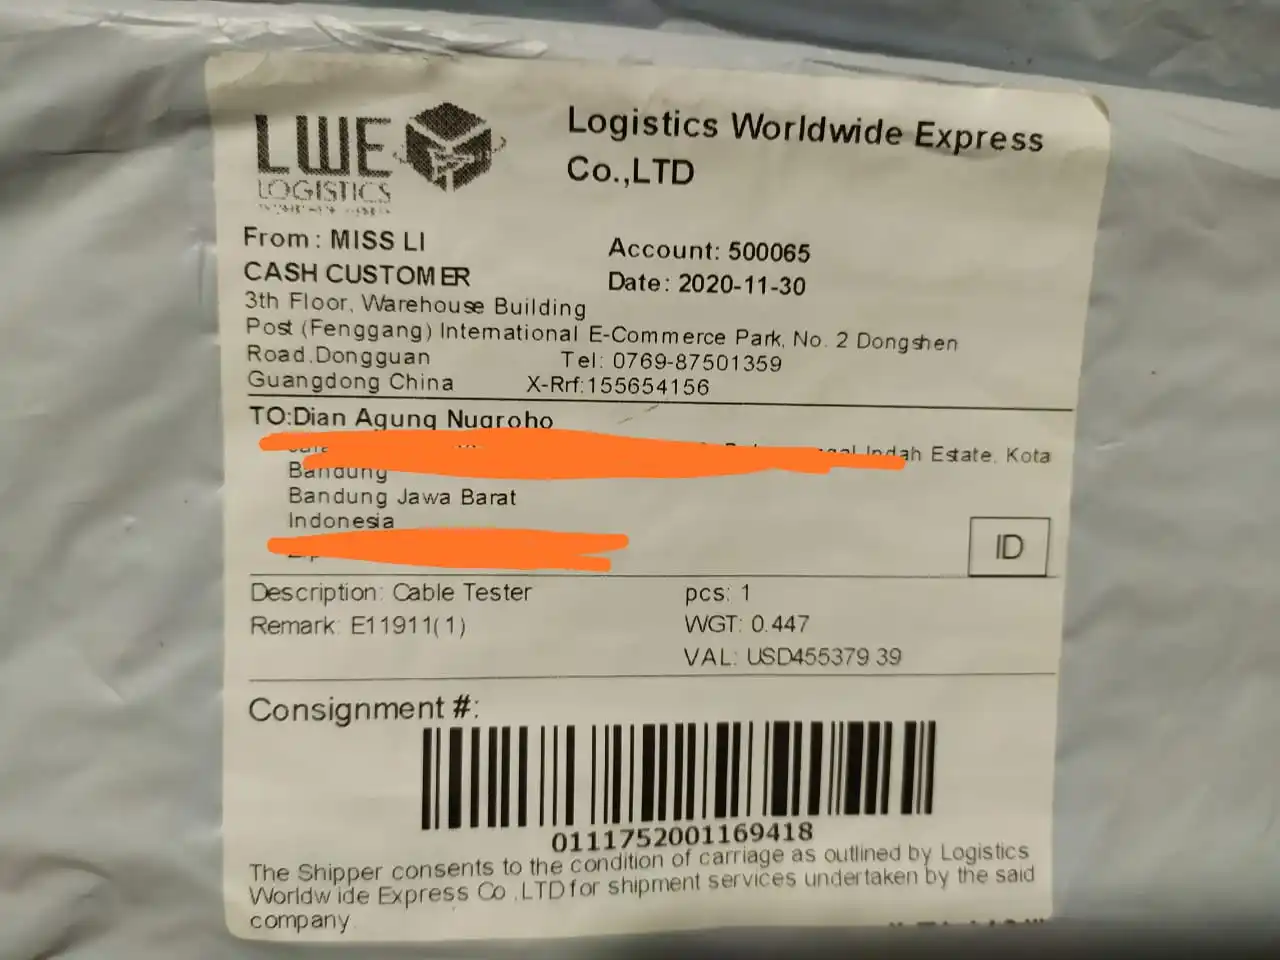 LWE
LOGISTICS
Logistics Worldwide Express
Co.,LTD
From : MISS LI
CASH CUSTOMER
Account: 500065
Date: 2020-11-30
3th Floor, Warehouse Building
Post (Fenggang) International E-Commerce Park, No. 2 Dongshen
Road.Dongguan
Tel: 0769-87501359
Guangdong China
X-Rrf:155654156
TO:Dian Agung Nugroho
Indah Estate, Kota
Bandung
Bandung Jawa Barat
Indonesia
ID
Description: Cable Tester
pcs: 1
Remark: E11911(1)
WGT: 0.447
VAL: USD455379 39
Consignment #:
0111752001169418
The Shipper consents to the condition of carriage as outlined by Logistics
Worldwide Express Co .,LTD for shipment services undertaken by the said
company